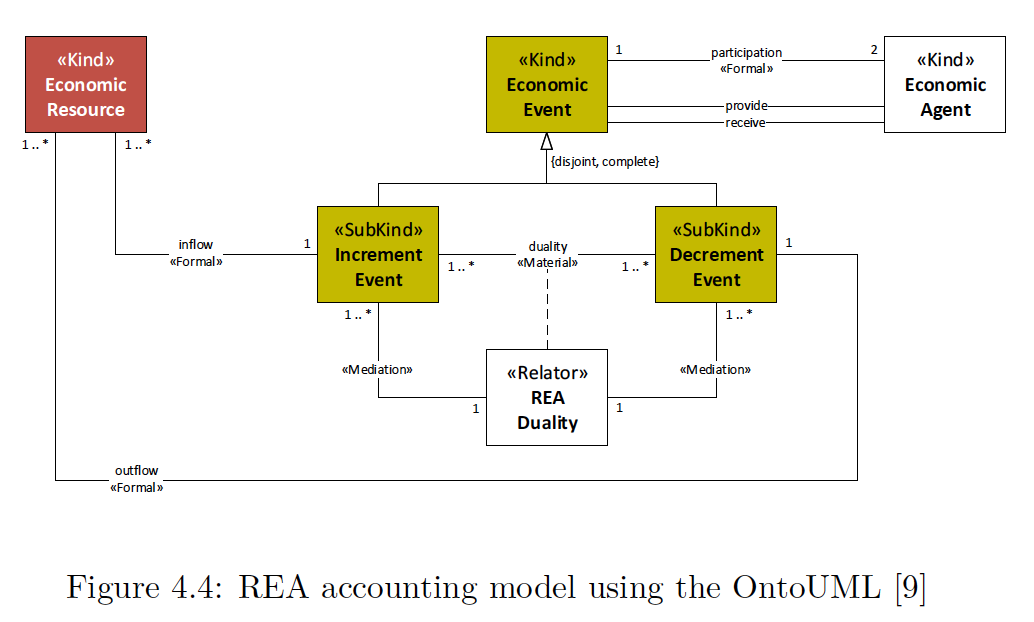 «Kind»
Economic
Resource
«Kind»
Economic
Event
1
participation
«Formal»
2
«Kind»
Economic
Agent
provide
receive
1 .. *
1 .. *
{disjoint, complete}
inflow
«Formal»
1
«SubKind»
Increment
Event
1 .. *
duality
«Material»
1 .. *
«SubKind»
Decrement
Event
1
1 .. *
1 .. *
«Mediation»
«Mediation»
«Relator»
REA
Duality
1
1
outflow
«Formal»
Figure 4.4: REA accounting model using the OntoUML [9]